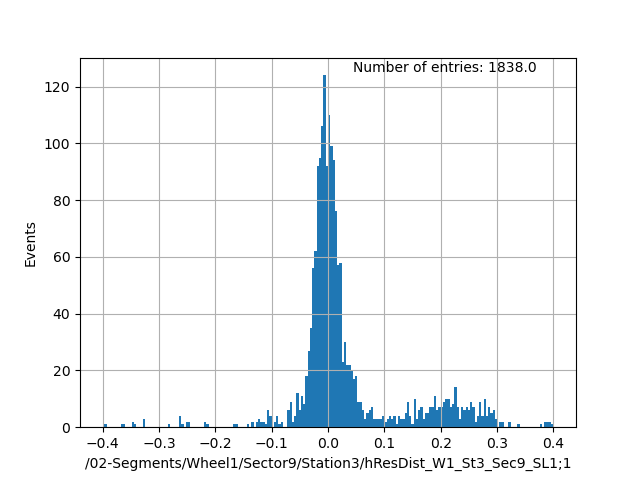 Number of entries: 1838.0
120
100
80
60
40
20
0
Events
−0.4 −0.3 −0.2 −0.1 0.0 0.1 0.2 0.3 0.4
/02-Segments/Wheel1/Sector9/Station3/hResDist_W1_St3_Sec9_SL1;1